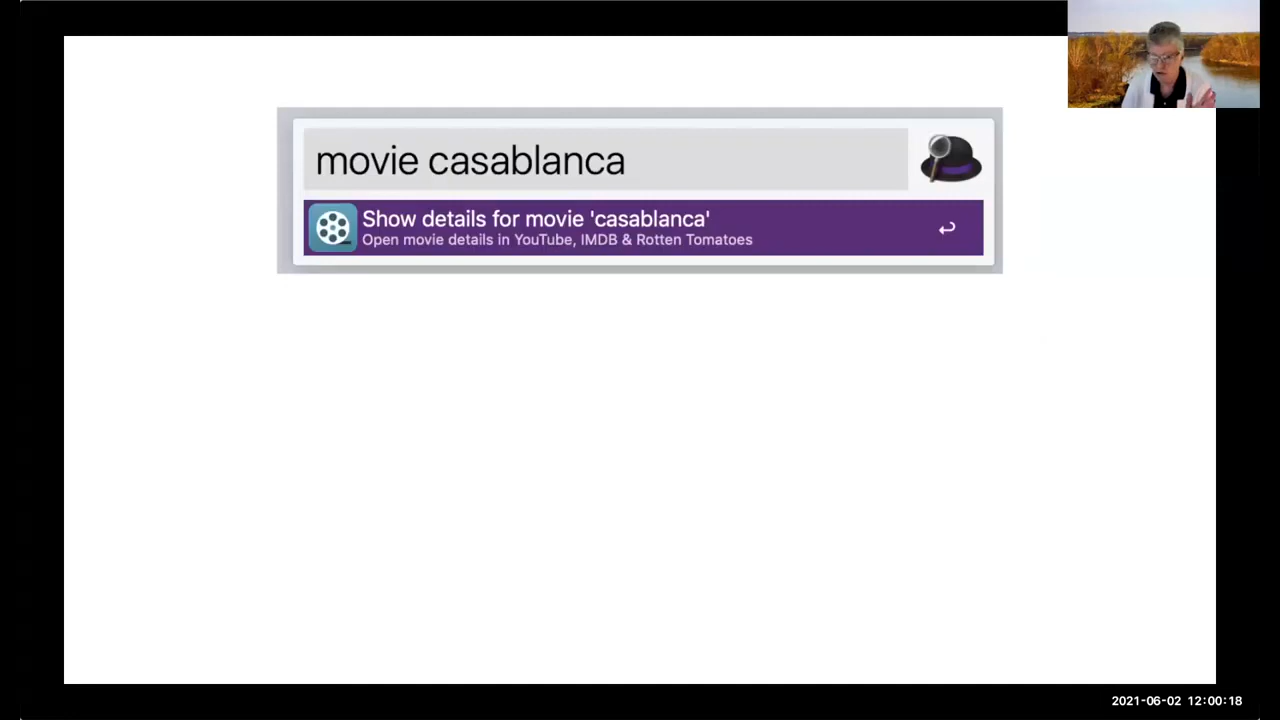 movie casablanca
Show details for movie 'casablanca'
Open movie details in YouTube, IMDB & Rotten Tomatoes
2021-06-02 12:00:18